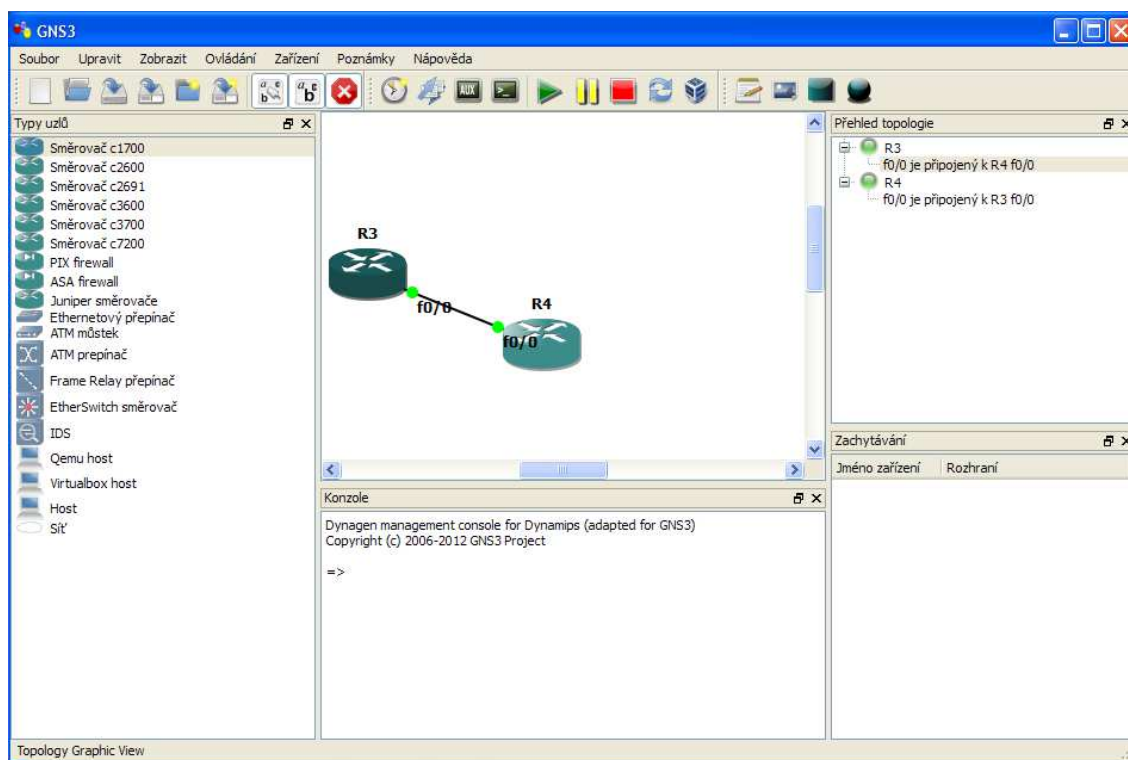 GNS3
Soubor Upravit Zobrazit Ovládání Zařízení Poznámky Nápověda
AUX
Typy uzlů
Směrovač c1700
Směrovač c2600
Směrovač c2691
Směrovač c3600
Směrovač c3700
Směrovač c7200
PIX firewall
ASA firewall
Juniper směrovače
Ethernetový přepínač
ATM můstek
ATM prepínač
Frame Relay přepínač
EtherSwitch směrovač
IDS
Qemu host
Virtualbox host
Host
Síť
R3
f0/0
R4
f0/0
Konzole
Dynagen management console for Dynamips (adapted for GNS3)
Copyright (c) 2006-2012 GNS3 Project
=>
Přehled topologie
R3
f0/0 je připojený k R4 f0/0
R4
f0/0 je připojený k R3 f0/0
Zachytávání
Jméno zařízení Rozhraní
Topology Graphic View